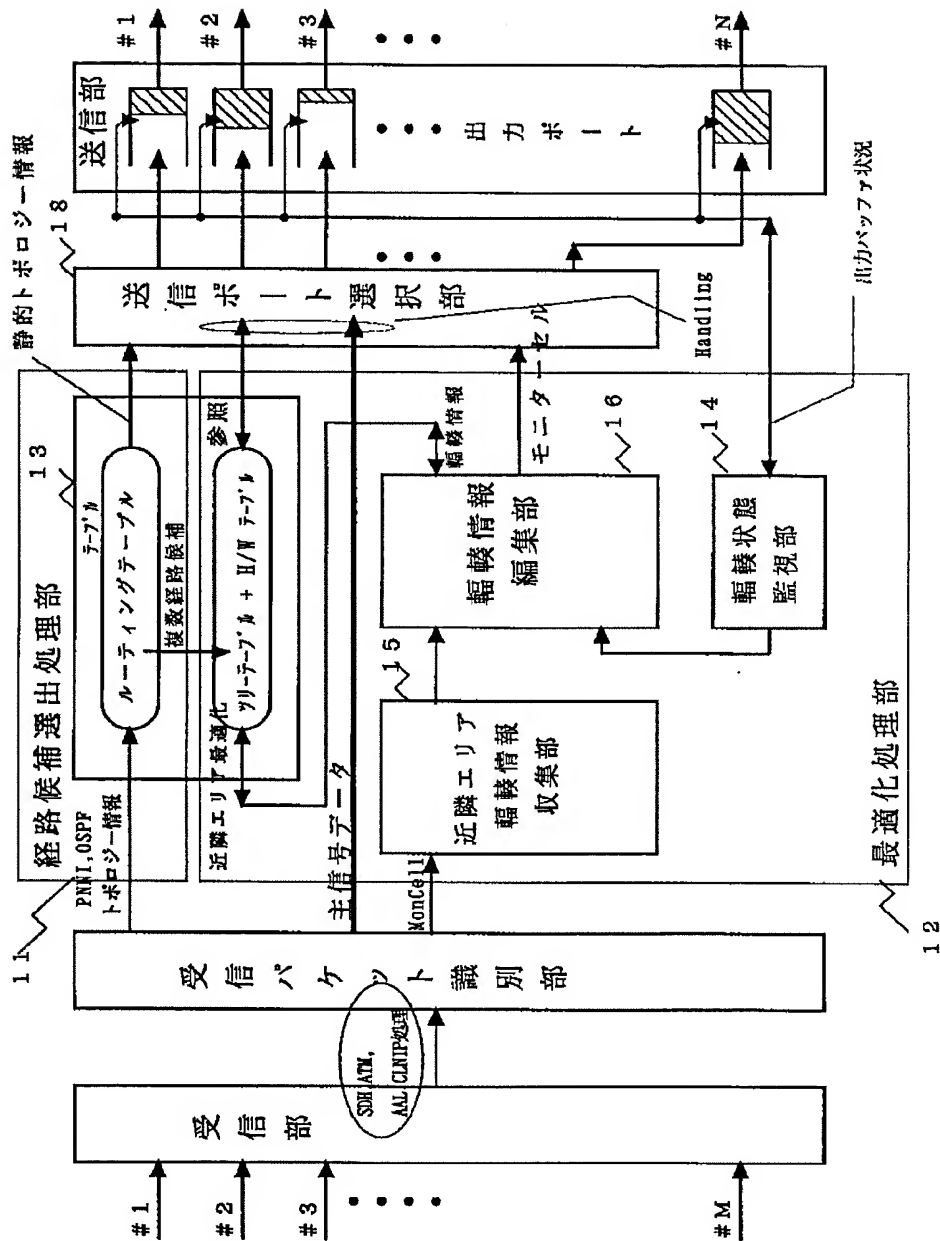 #1
#2
#3
#M
受信部
SDH,ATM,
AAL,CLNIP処理
受信パケット識別部
11
PNNI,OSPF
トポロジー情報
主信号データ
MonCell
12
経路候補選出処理部
13
テーブル
ルーティングテーブル
複数経路候補
ツリーテーブル + H/W テーブル
近隣エリア最適化
参照
15
近隣エリア
輻輳情報
収集部
輻輳情報
輻輳情報
編集部
16
モニターセル
14
輻輳状態
監視部
最適化処理部
静的トポロジー情報
18
送信ポート選択部
Handling
出力バッファ状況
送信部
出力ポート
#1
#2
#3
#N